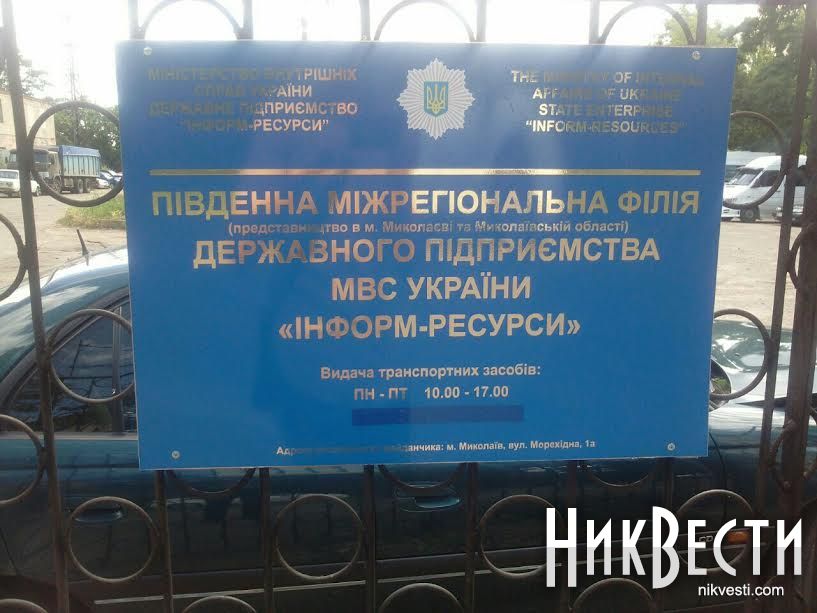 МІНІСТЕРСТВО ВНУТРІШНІХ
СПРАВ УКРАЇНИ
ДЕРЖАВНЕ ПІДПРИЄМСТВО
"ІНФОРМ-РЕСУРСИ"
THE MINISTRY OF INTERNAL
AFFAIRS OF UKRAINE
STATE ENTERPRISE
"INFORM-RESOURCES"
ПІВДЕННА МІЖРЕГІОНАЛЬНА ФІЛІЯ
(представництво в м. Миколаєві та Миколаївській області)
ДЕРЖАВНОГО ПІДПРИЄМСТВА
МВС УКРАЇНИ
«ІНФОРМ-РЕСУРСИ»
Видача транспортних засобів:
ПН - ПТ 10.00 - 17.00
майданчика: м. Миколаїв, вул. Морехідна, 1а
НикВести
nikvesti.com